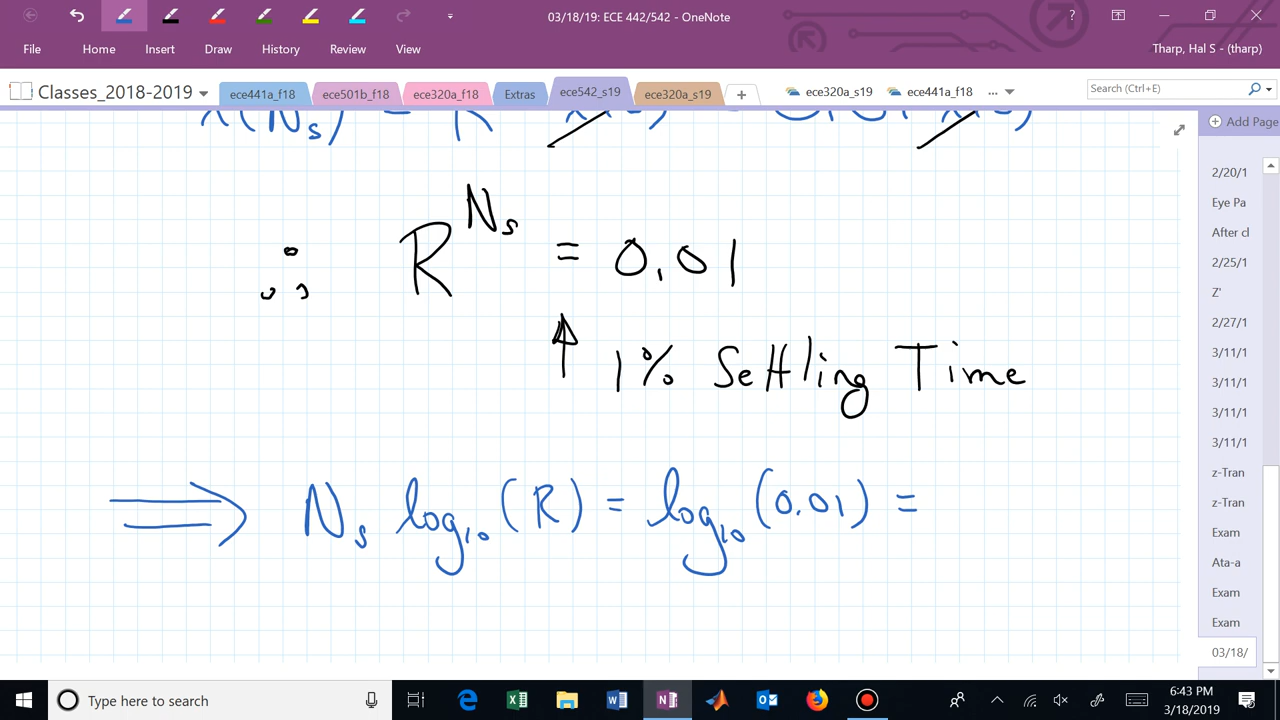 03/18/19: ECE 442/542 - OneNote
File Home Insert Draw History Review View
Tharp, Hal S - (tharp)
Classes_2018-2019
ece441a_f18 ece501b_f18 ece320a_f18 Extras ece542_s19 ece320a_s19 + ece320a_s19 ece441a_f18 ...
Search (Ctrl+E)
Add Page
2/20/1
Eye Pa
After cl
2/25/1
Z'
2/27/1
3/11/1
3/11/1
3/11/1
3/11/1
z-Tran
z-Tran
Exam
Ata-a
Exam
Exam
03/18/
∴ R^Ns = 0.01
↑ 1% Settling Time
⟹ Ns log10 (R) = log10 (0.01) =
Type here to search
6:43 PM
3/18/2019